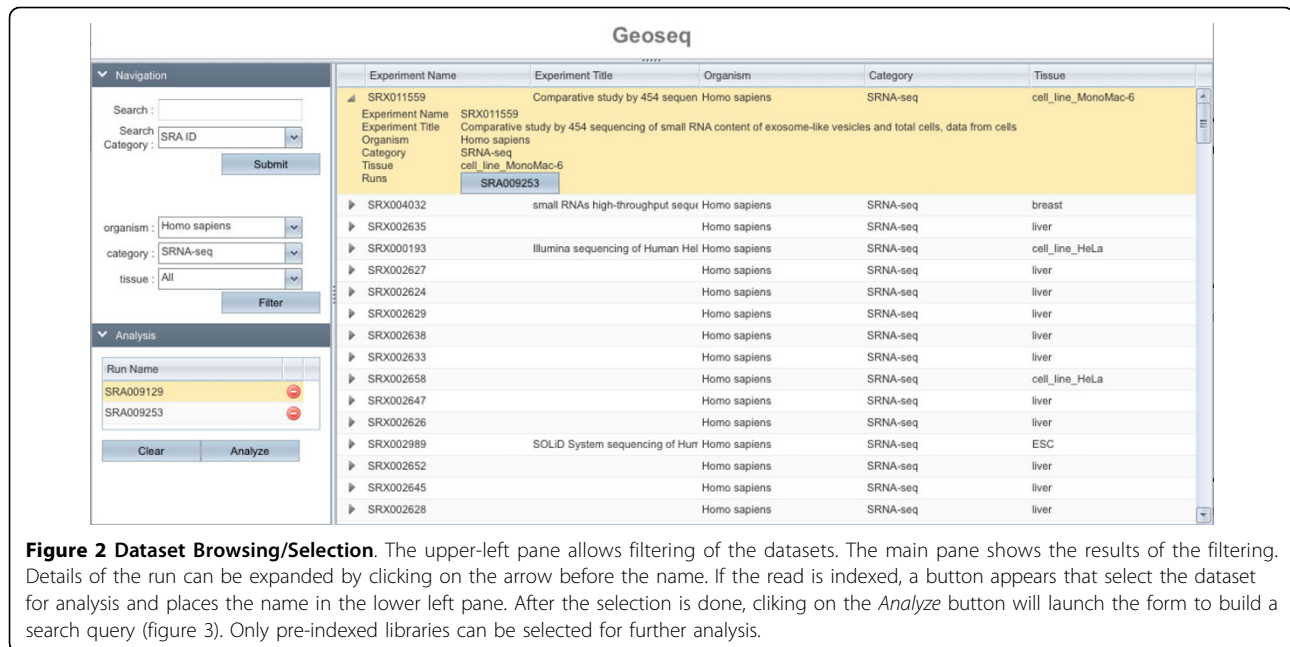 Geoseq
Navigation
Search :
Search Category : SRA ID
Submit
organism : Homo sapiens
category : SRNA-seq
tissue : All
Filter
Analysis
Run Name
SRA009129
SRA009253
Clear Analyze
Experiment Name Experiment Title Organism Category Tissue
SRX011559 Comparative study by 454 sequen Homo sapiens SRNA-seq cell_line_MonoMac-6
Experiment Name SRX011559
Experiment Title Comparative study by 454 sequencing of small RNA content of exosome-like vesicles and total cells, data from cells
Organism Homo sapiens
Category SRNA-seq
Tissue cell_line_MonoMac-6
Runs SRA009253
SRX004032 small RNAs high-throughput seque Homo sapiens SRNA-seq breast
SRX002635 Homo sapiens SRNA-seq liver
SRX000193 Illumina sequencing of Human Hel Homo sapiens SRNA-seq cell_line_HeLa
SRX002627 Homo sapiens SRNA-seq liver
SRX002624 Homo sapiens SRNA-seq liver
SRX002629 Homo sapiens SRNA-seq liver
SRX002638 Homo sapiens SRNA-seq liver
SRX002633 Homo sapiens SRNA-seq liver
SRX002658 Homo sapiens SRNA-seq cell_line_HeLa
SRX002647 Homo sapiens SRNA-seq liver
SRX002626 Homo sapiens SRNA-seq liver
SRX002989 SOLiD System sequencing of Hum Homo sapiens SRNA-seq ESC
SRX002652 Homo sapiens SRNA-seq liver
SRX002645 Homo sapiens SRNA-seq liver
SRX002628 Homo sapiens SRNA-seq liver
Figure 2 Dataset Browsing/Selection. The upper-left pane allows filtering of the datasets. The main pane shows the results of the filtering.
Details of the run can be expanded by clicking on the arrow before the name. If the read is indexed, a button appears that select the dataset
for analysis and places the name in the lower left pane. After the selection is done, cliking on the Analyze button will launch the form to build a
search query (figure 3). Only pre-indexed libraries can be selected for further analysis.